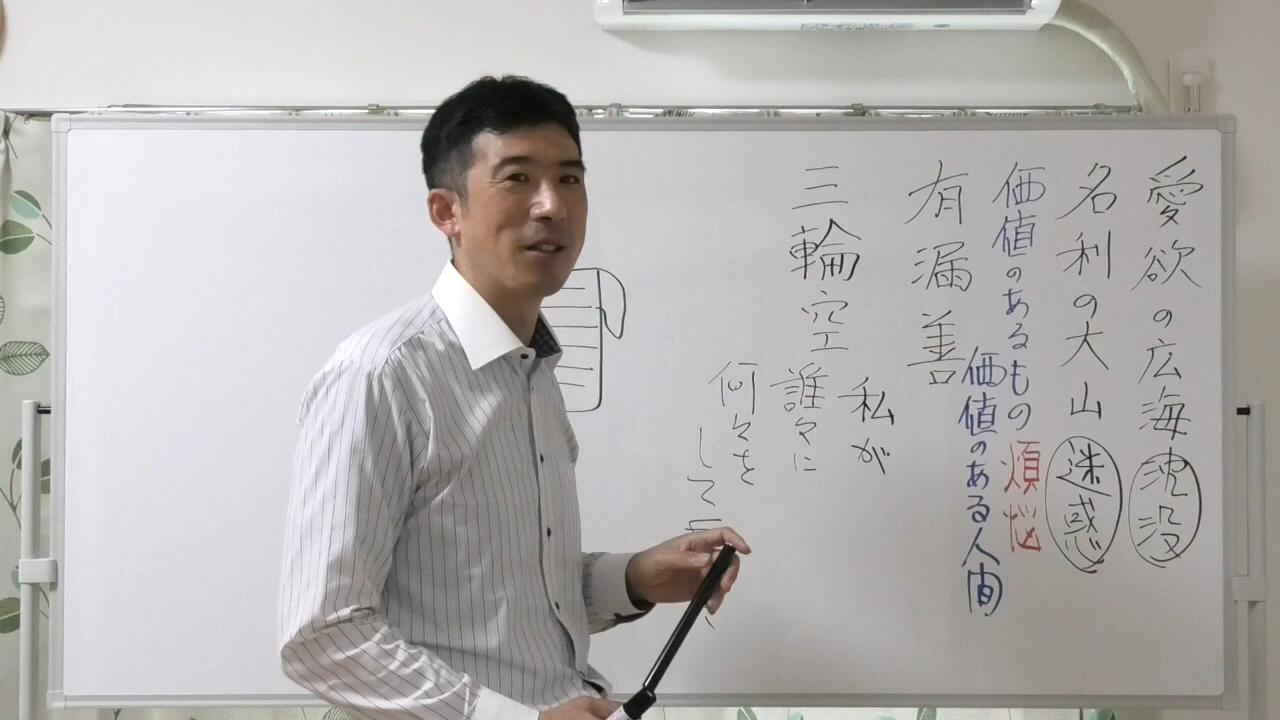 愛欲の広海沈没
名利の大山迷惑
価値のあるもの煩悩
価値のある人間
有漏善
三輪空
私が
誰々に
何々を
して